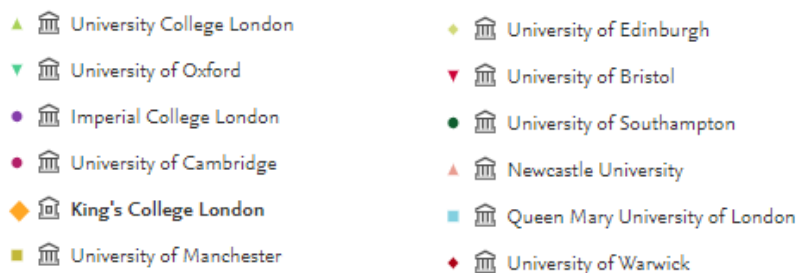 University College London
University of Oxford
Imperial College London
University of Cambridge
King's College London
University of Manchester
University of Edinburgh
University of Bristol
University of Southampton
Newcastle University
Queen Mary University of London
University of Warwick